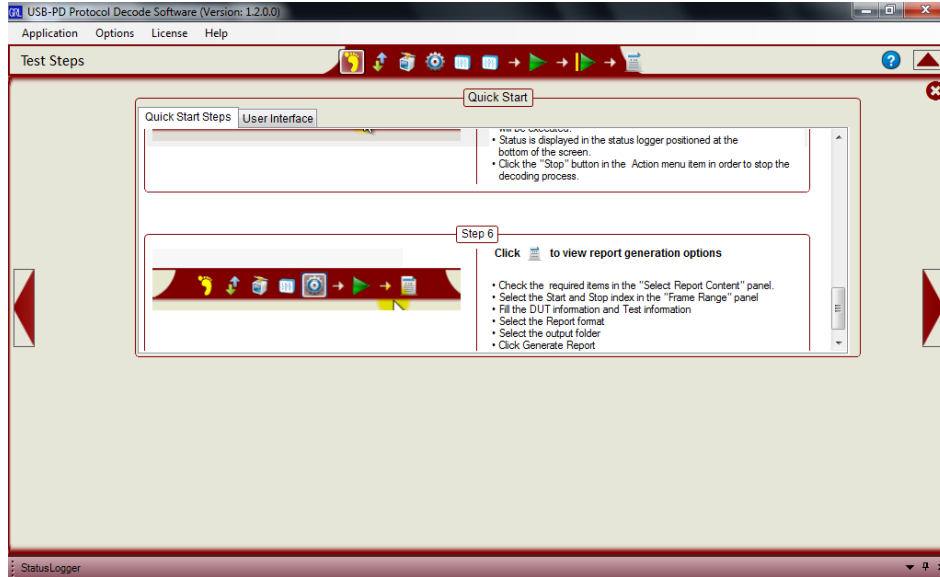 GRL USB-PD Protocol Decode Software (Version: 1.2.0.0)
Application Options License Help
Test Steps
Quick Start
Quick Start Steps User Interface
will be executed.
• Status is displayed in the status logger positioned at the
bottom of the screen.
• Click the "Stop" button in the Action menu item in order to stop the
decoding process.
Step 6
Click to view report generation options
• Check the required items in the "Select Report Content" panel.
• Select the Start and Stop index in the "Frame Range" panel
• Fill the DUT information and Test information
• Select the Report format
• Select the output folder
• Click Generate Report
StatusLogger